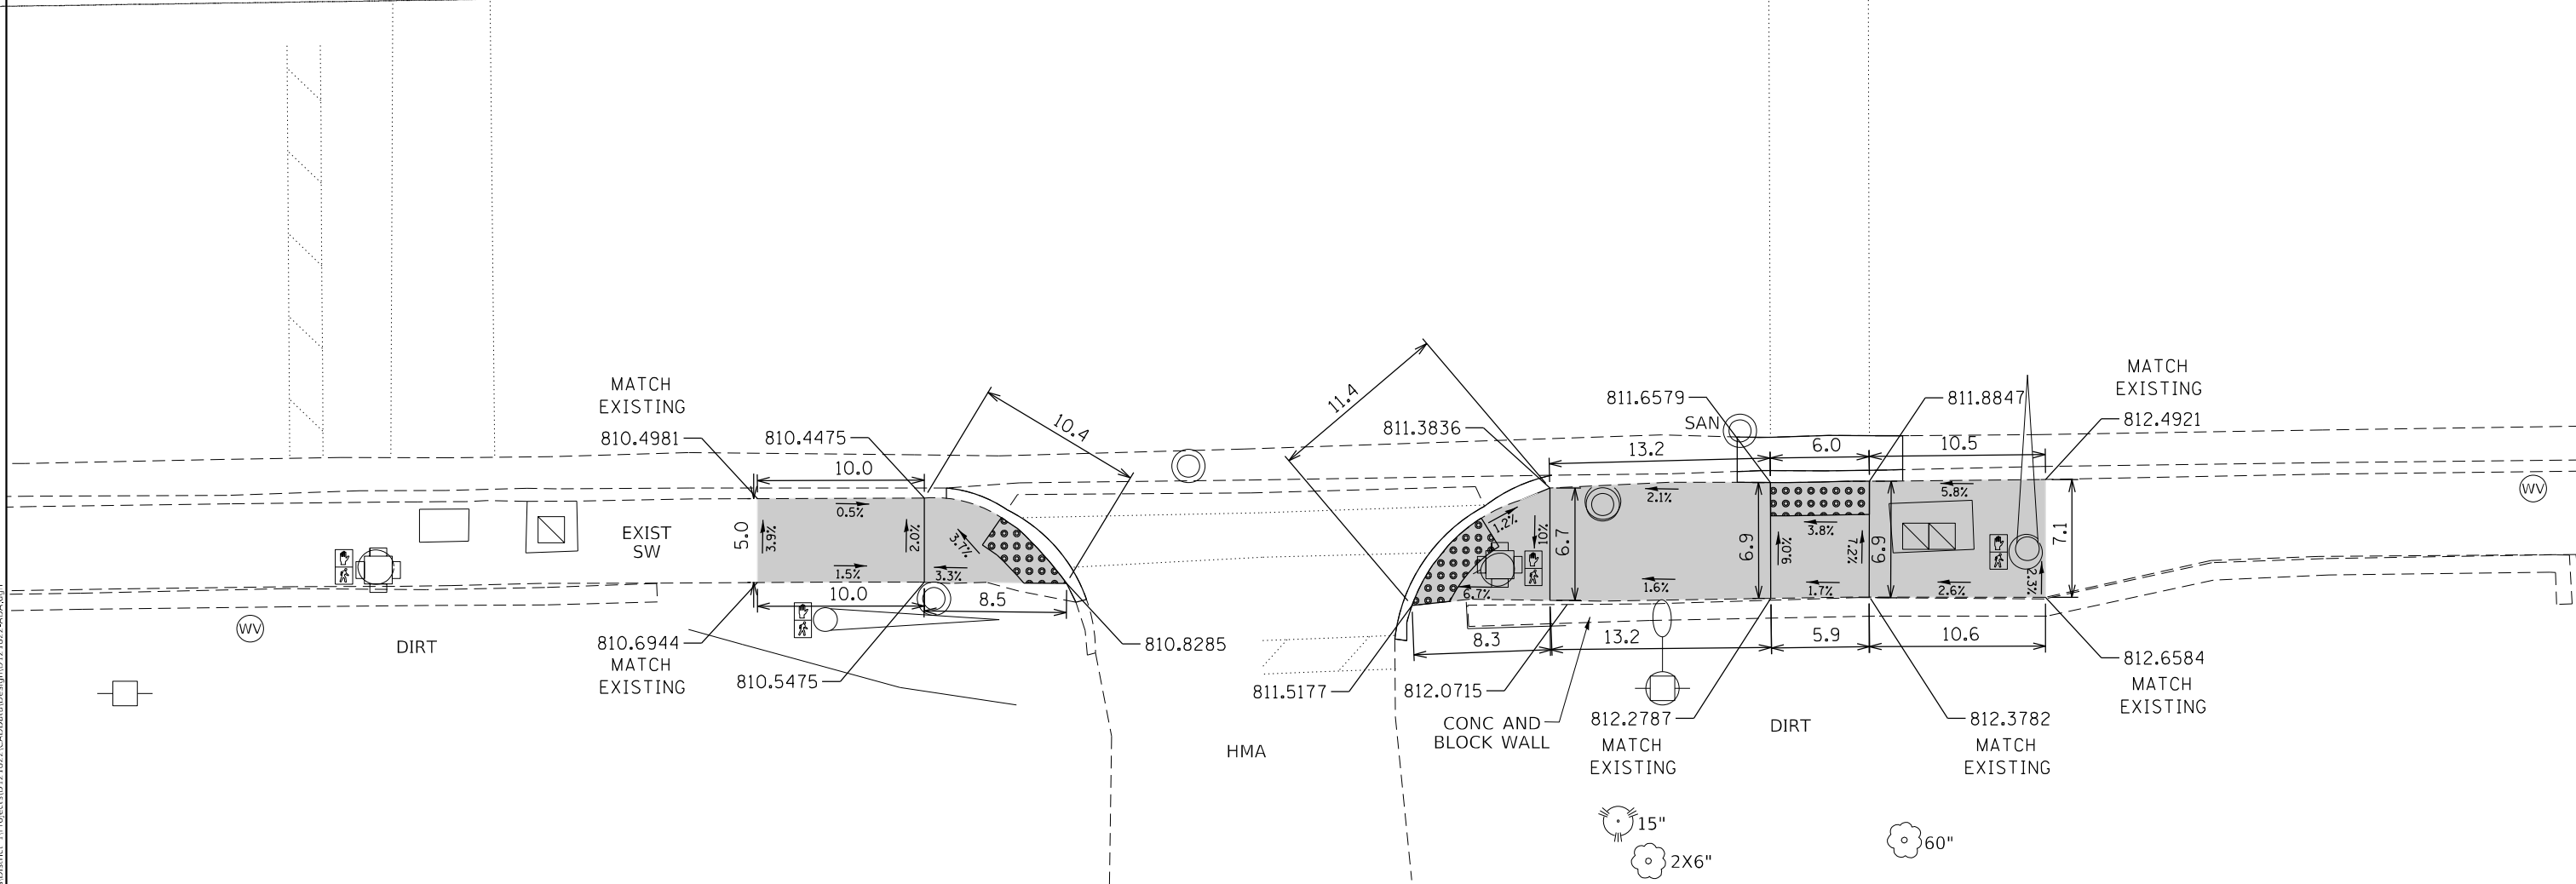 MATCH
EXISTING
810.4981
810.4475
10.0
10.4
11.4
811.3836
811.6579
SAN
811.8847
MATCH
EXISTING
812.4921
13.2
6.0
10.5
EXIST
SW
5.0
3.9%
0.5%
2.0%
3.7%
1.5%
3.3%
10.0
8.5
1.2%
10%
6.7
6.7%
2.1%
1.6%
6.9
9.0%
3.8%
1.7%
7.2%
6.9
5.8%
2.6%
2.3%
7.1
WV
WV
DIRT
810.6944
MATCH
EXISTING
810.5475
810.8285
811.5177
8.3
13.2
5.9
10.6
812.0715
CONC AND
BLOCK WALL
812.2787
MATCH
EXISTING
DIRT
812.3782
MATCH
EXISTING
812.6584
MATCH
EXISTING
HMA
15"
2X6"
60"